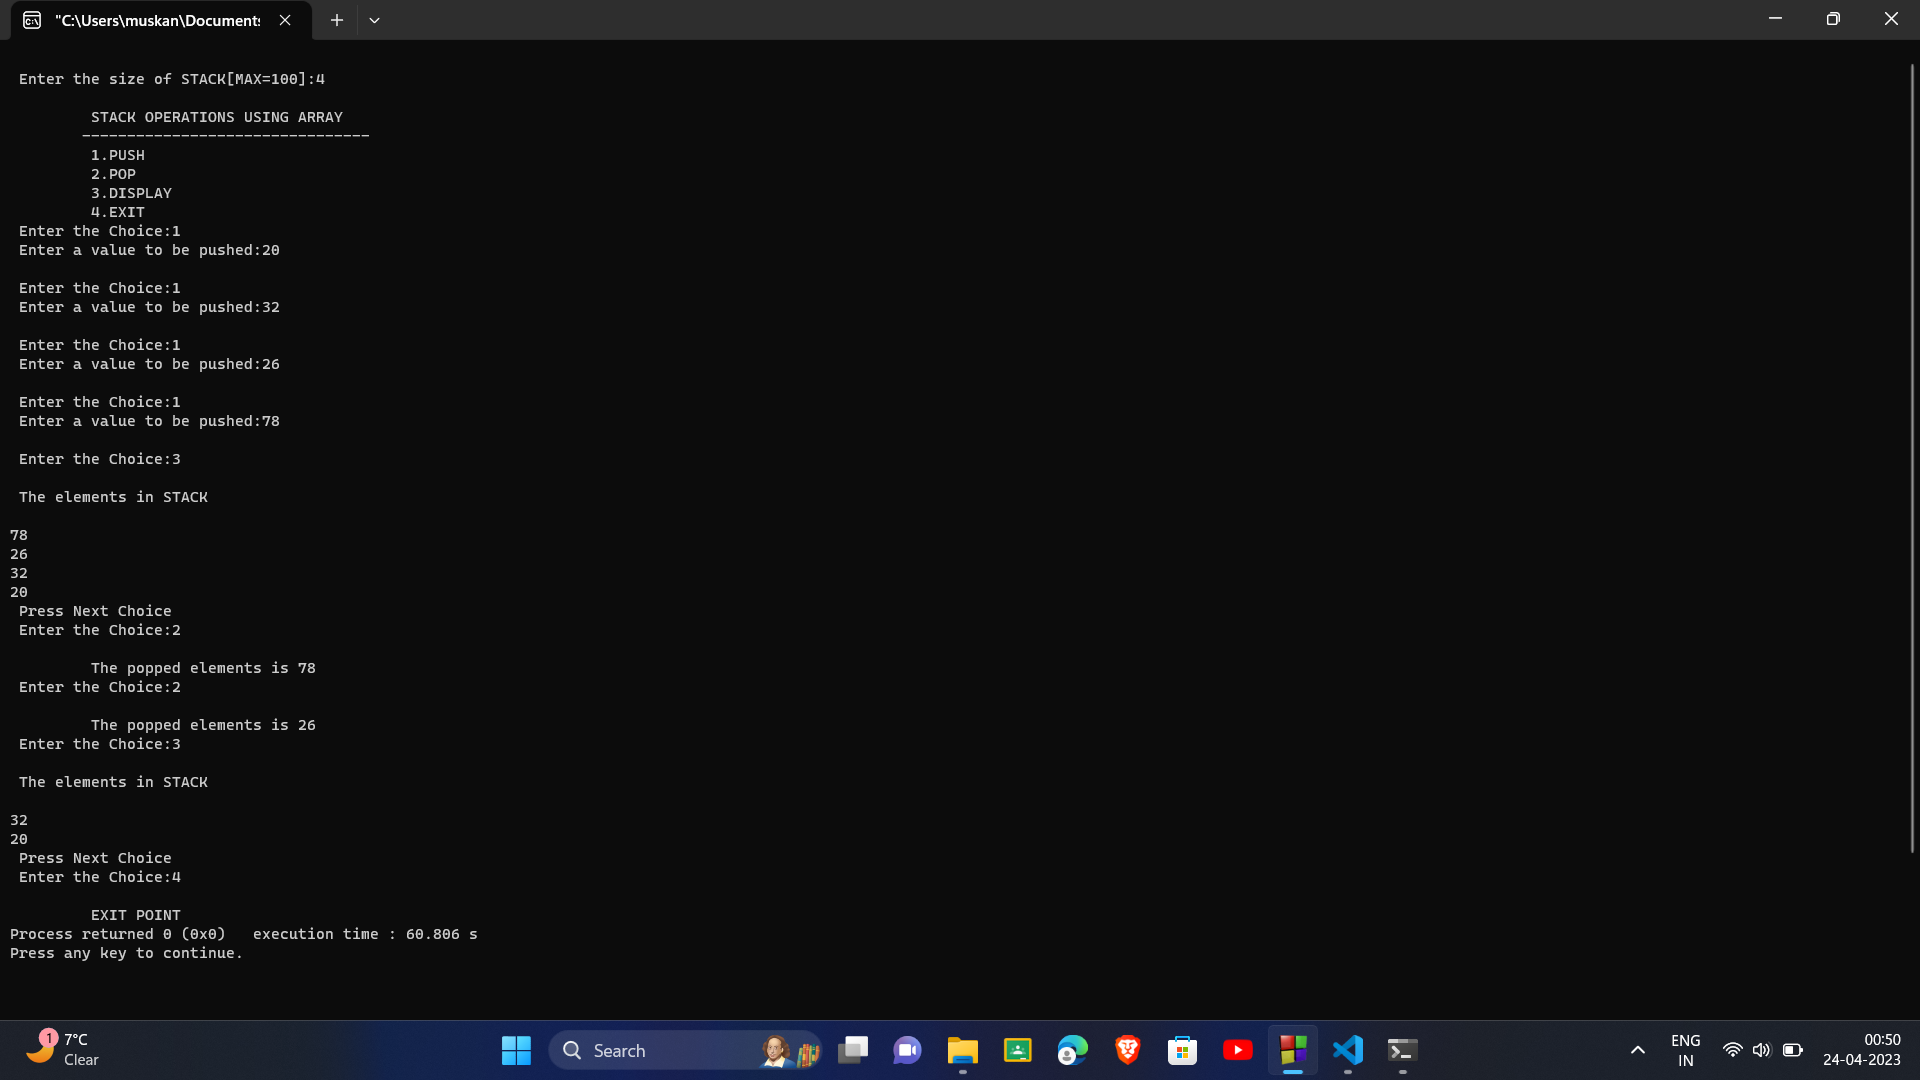 "C:\Users\muskan\Documents
Enter the size of STACK[MAX=100]:4
STACK OPERATIONS USING ARRAY
--------------------------------
1.PUSH
2.POP
3.DISPLAY
4.EXIT
Enter the Choice:1
Enter a value to be pushed:20
Enter the Choice:1
Enter a value to be pushed:32
Enter the Choice:1
Enter a value to be pushed:26
Enter the Choice:1
Enter a value to be pushed:78
Enter the Choice:3
The elements in STACK
78
26
32
20
Press Next Choice
Enter the Choice:2
The popped elements is 78
Enter the Choice:2
The popped elements is 26
Enter the Choice:3
The elements in STACK
32
20
Press Next Choice
Enter the Choice:4
EXIT POINT
Process returned 0 (0x0)   execution time : 60.806 s
Press any key to continue.
1
7°C
Clear
Search
ENG
IN
00:50
24-04-2023